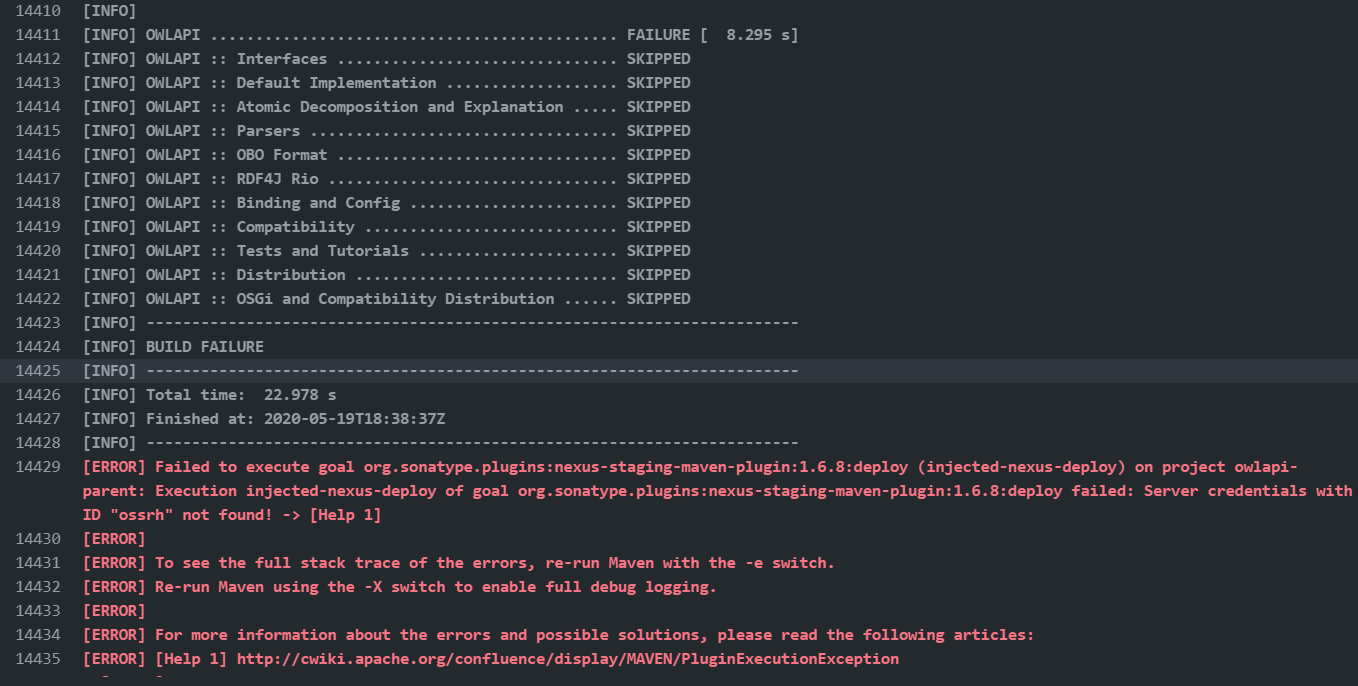 14410 [INFO]
14411 [INFO] OWLAPI ............................................. FAILURE [  8.295 s]
14412 [INFO] OWLAPI :: Interfaces ............................... SKIPPED
14413 [INFO] OWLAPI :: Default Implementation ................... SKIPPED
14414 [INFO] OWLAPI :: Atomic Decomposition and Explanation ..... SKIPPED
14415 [INFO] OWLAPI :: Parsers .................................. SKIPPED
14416 [INFO] OWLAPI :: OBO Format ............................... SKIPPED
14417 [INFO] OWLAPI :: RDF4J Rio ................................ SKIPPED
14418 [INFO] OWLAPI :: Binding and Config ....................... SKIPPED
14419 [INFO] OWLAPI :: Compatibility ............................ SKIPPED
14420 [INFO] OWLAPI :: Tests and Tutorials ...................... SKIPPED
14421 [INFO] OWLAPI :: Distribution ............................. SKIPPED
14422 [INFO] OWLAPI :: OSGi and Compatibility Distribution ...... SKIPPED
14423 [INFO] ------------------------------------------------------------------------
14424 [INFO] BUILD FAILURE
14425 [INFO] ------------------------------------------------------------------------
14426 [INFO] Total time:  22.978 s
14427 [INFO] Finished at: 2020-05-19T18:38:37Z
14428 [INFO] ------------------------------------------------------------------------
14429 [ERROR] Failed to execute goal org.sonatype.plugins:nexus-staging-maven-plugin:1.6.8:deploy (injected-nexus-deploy) on project owlapi-
parent: Execution injected-nexus-deploy of goal org.sonatype.plugins:nexus-staging-maven-plugin:1.6.8:deploy failed: Server credentials with
ID "ossrh" not found! -> [Help 1]
14430 [ERROR]
14431 [ERROR] To see the full stack trace of the errors, re-run Maven with the -e switch.
14432 [ERROR] Re-run Maven using the -X switch to enable full debug logging.
14433 [ERROR]
14434 [ERROR] For more information about the errors and possible solutions, please read the following articles:
14435 [ERROR] [Help 1] http://cwiki.apache.org/confluence/display/MAVEN/PluginExecutionException